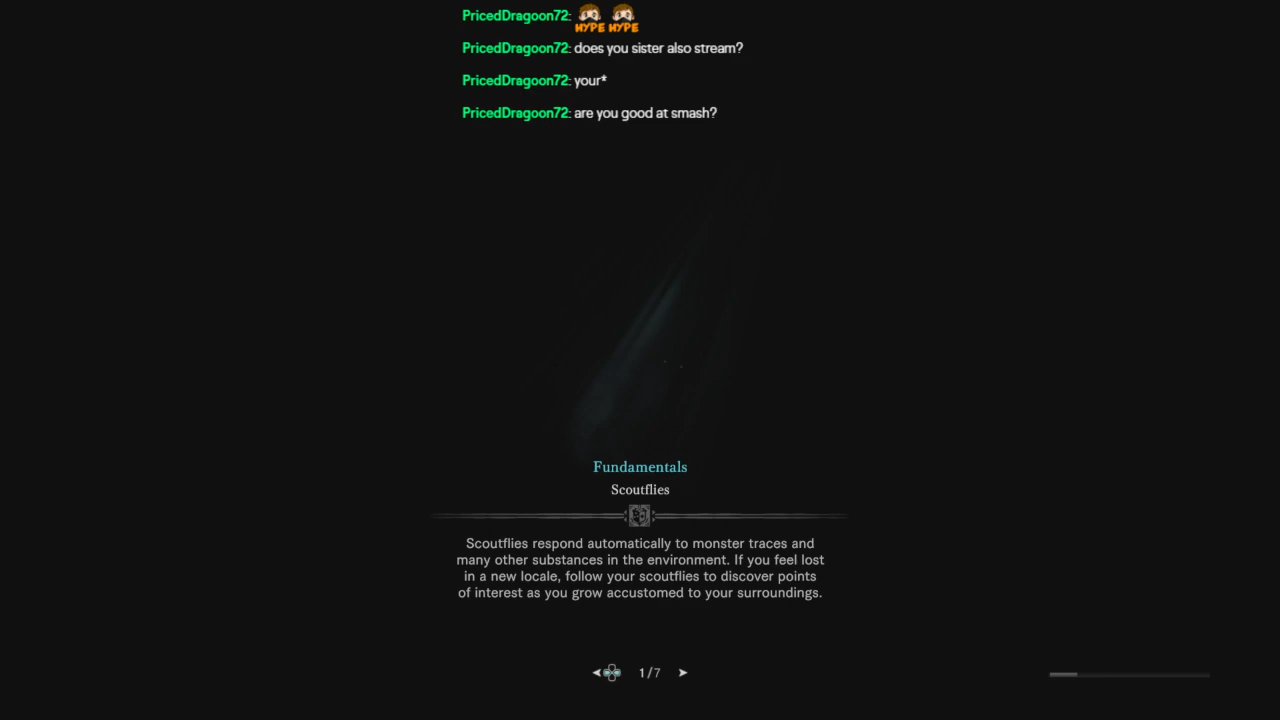 PricedDragoon72: HYPE HYPE
PricedDragoon72: does you sister also stream?
PricedDragoon72: your*
PricedDragoon72: are you good at smash?
Fundamentals
Scoutflies
Scoutflies respond automatically to monster traces and
many other substances in the environment. If you feel lost
in a new locale, follow your scoutflies to discover points
of interest as you grow accustomed to your surroundings.
1/7